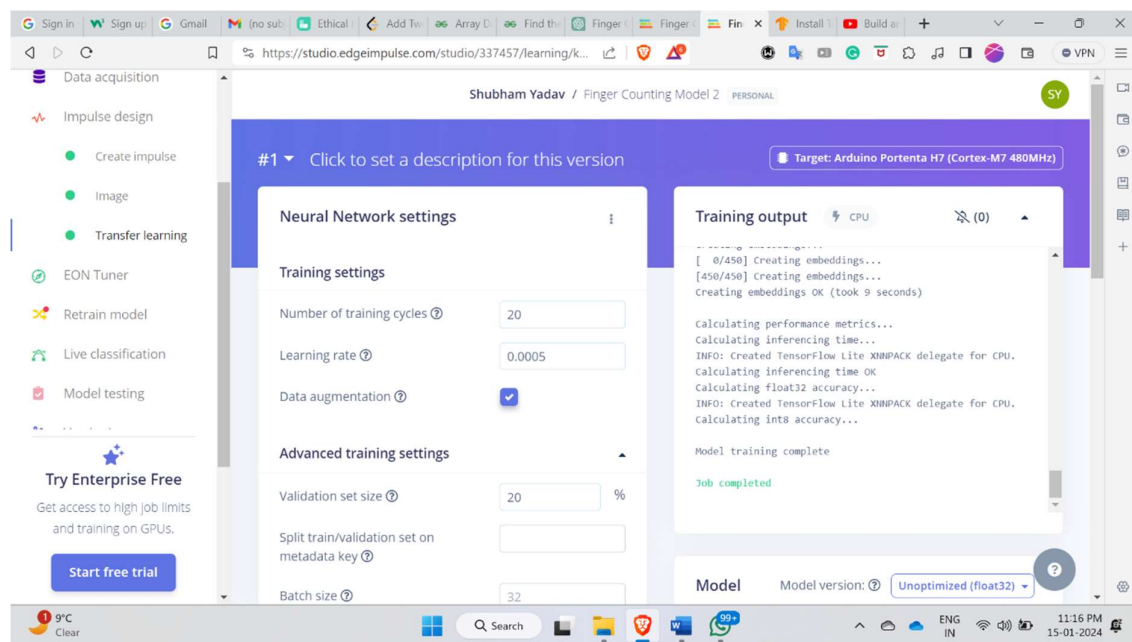 Sign in
Sign up
Gmail
(no sub
Ethical
Add Tw
Array D
Find the
Finger
Finger
Fin
Install
Build ar
https://studio.edgeimpulse.com/studio/337457/learning/k...
VPN
Data acquisition
Impulse design
Create impulse
Image
Transfer learning
EON Tuner
Retrain model
Live classification
Model testing
Try Enterprise Free
Get access to high job limits
and training on GPUs.
Start free trial
Shubham Yadav / Finger Counting Model 2 PERSONAL
SY
#1 Click to set a description for this version
Target: Arduino Portenta H7 (Cortex-M7 480MHz)
Neural Network settings
Training settings
Number of training cycles
20
Learning rate
0.0005
Data augmentation
Advanced training settings
Validation set size
20 %
Split train/validation set on
metadata key
Batch size
32
Training output
CPU
(0)
[ 0/450] Creating embeddings...
[450/450] Creating embeddings...
Creating embeddings OK (took 9 seconds)
Calculating performance metrics...
Calculating inferencing time...
INFO: Created TensorFlow Lite XNNPACK delegate for CPU.
Calculating inferencing time OK
Calculating float32 accuracy...
INFO: Created TensorFlow Lite XNNPACK delegate for CPU.
Calculating int8 accuracy...
Model training complete
Job completed
Model
Model version:
Unoptimized (float32)
1
9°C
Clear
Search
99+
ENG
IN
11:16 PM
15-01-2024